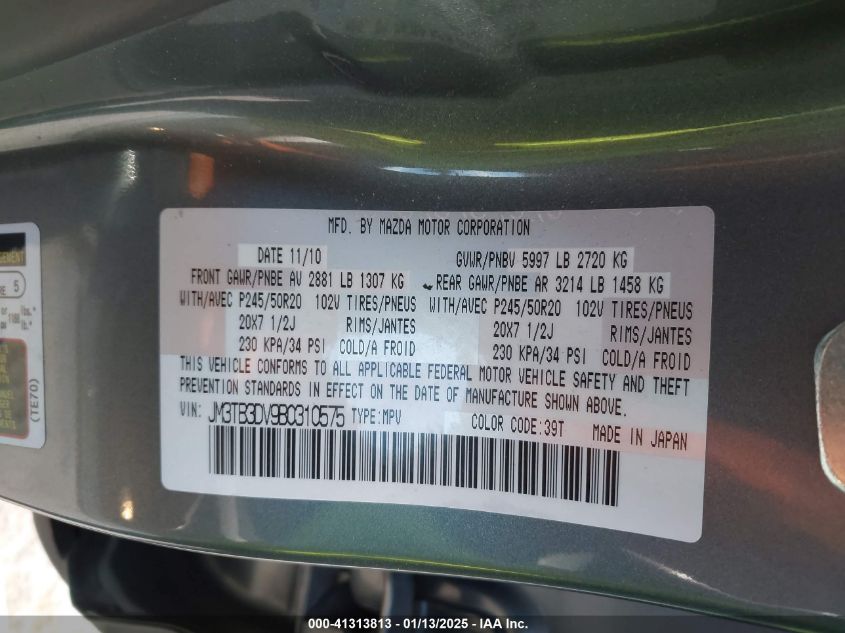 MFD. BY MAZDA MOTOR CORPORATION
DATE 11/10 GVWR/PNBV 5997 LB 2720 KG
FRONT GAWR/PNBE AV 2881 LB 1307 KG REAR GAWR/PNBE AR 3214 LB 1458 KG
WITH/AVEC P245/50R20 102V TIRES/PNEUS WITH/AVEC P245/50R20 102V TIRES/PNEUS
20X7 1/2J RIMS/JANTES 20X7 1/2J RIMS/JANTES
230 KPA/34 PSI COLD/A FROID 230 KPA/34 PSI COLD/A FROID
THIS VEHICLE CONFORMS TO ALL APPLICABLE FEDERAL MOTOR VEHICLE SAFETY AND THEFT
PREVENTION STANDARDS IN EFFECT ON THE DATE OF MANUFACTURE SHOWN ABOVE.
VIN: JM3TB3DV9B0310575 TYPE:MPV COLOR CODE:39T MADE IN JAPAN
5
or lbs.*
(TE70)
000-41313813 - 01/13/2025 - IAAI.com